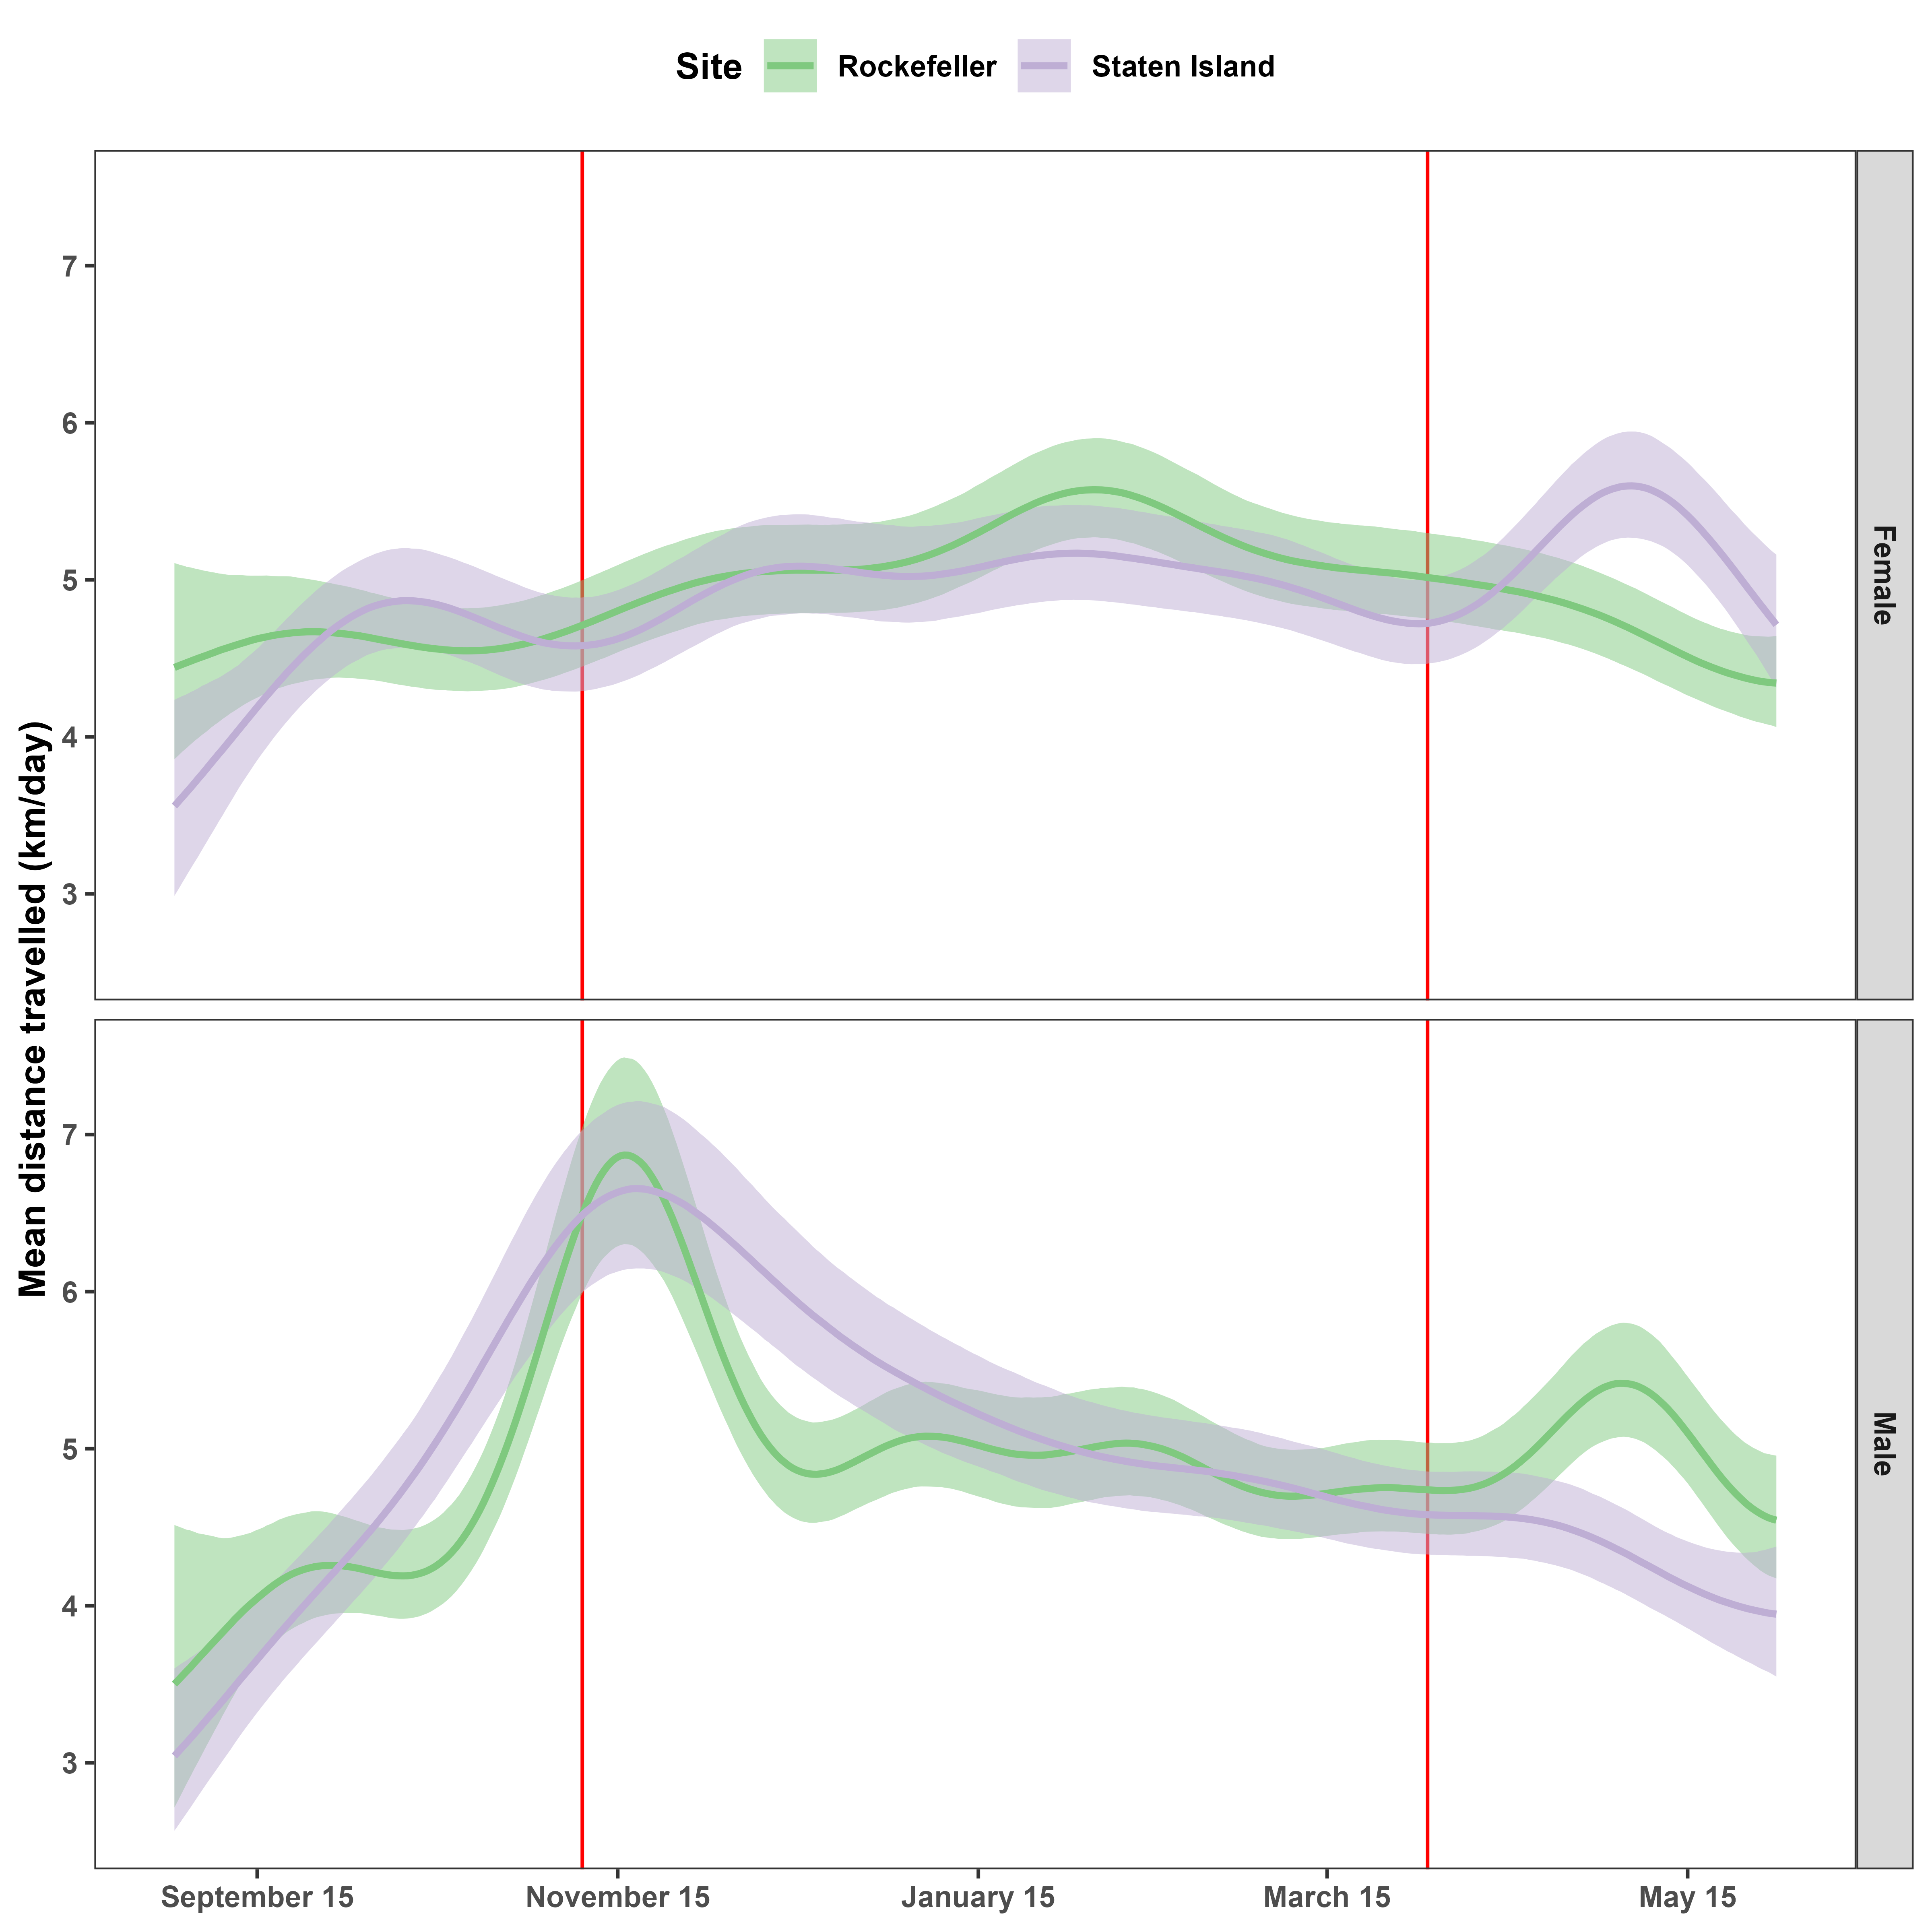 Site Rockefeller Staten Island
Mean distance travelled (km/day)
7
6
5
4
3
Female
7
6
5
4
3
Male
September 15 November 15 January 15 March 15 May 15